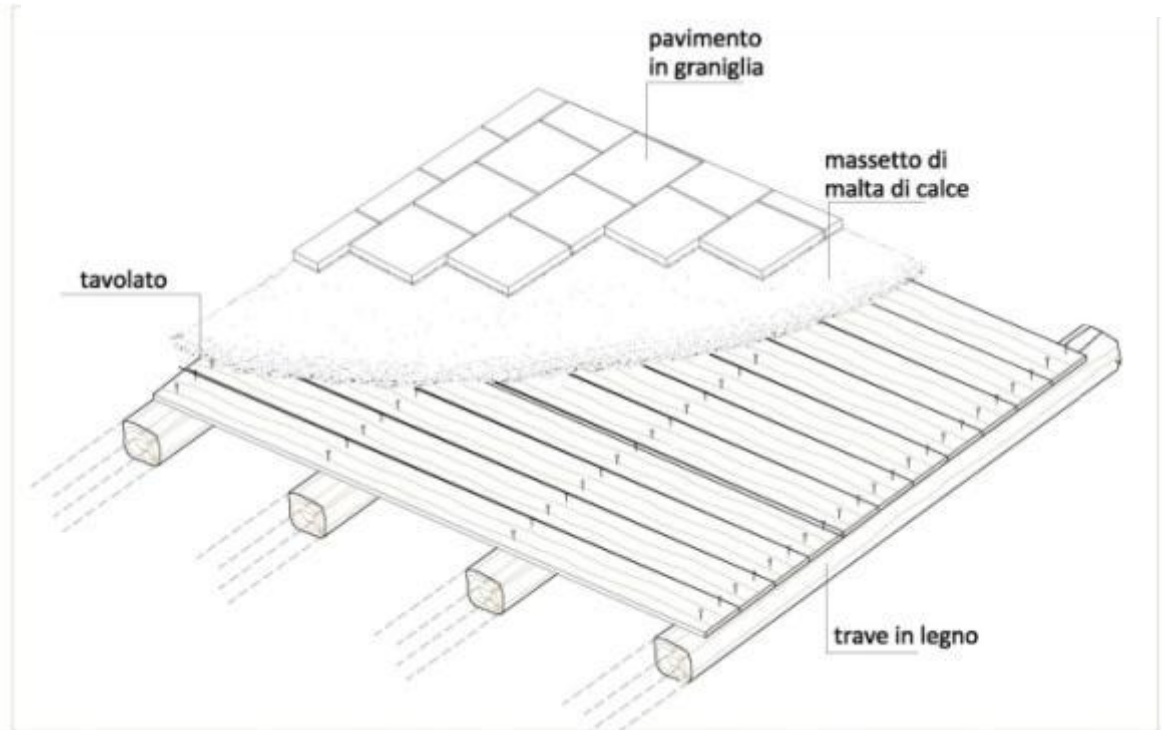 pavimento
in graniglia
massetto di
malta di calce
tavolato
trave in legno